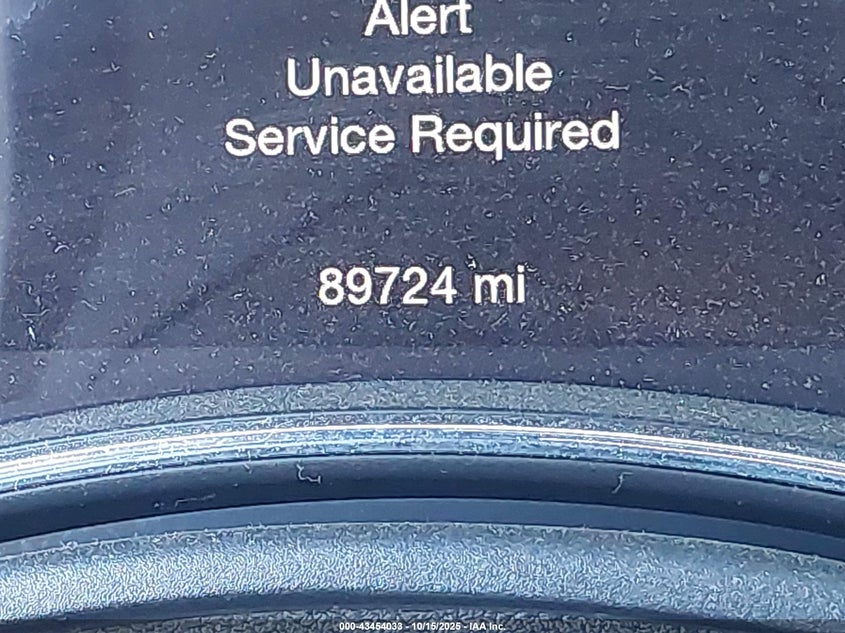 Alert
Unavailable
Service Required
89724 mi
000-43454033 - 10/15/2025 - IAA Inc.